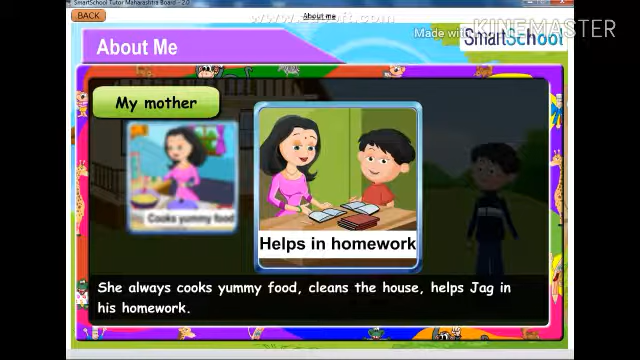 SmartSchool Tutor Maharashtra Board - 2.0
BACK
About me
Made with
KINEMASTER
About Me
SmartSchool
My mother
Cooks yummy food
Helps in homework
She always cooks yummy food, cleans the house, helps Jag in
his homework.